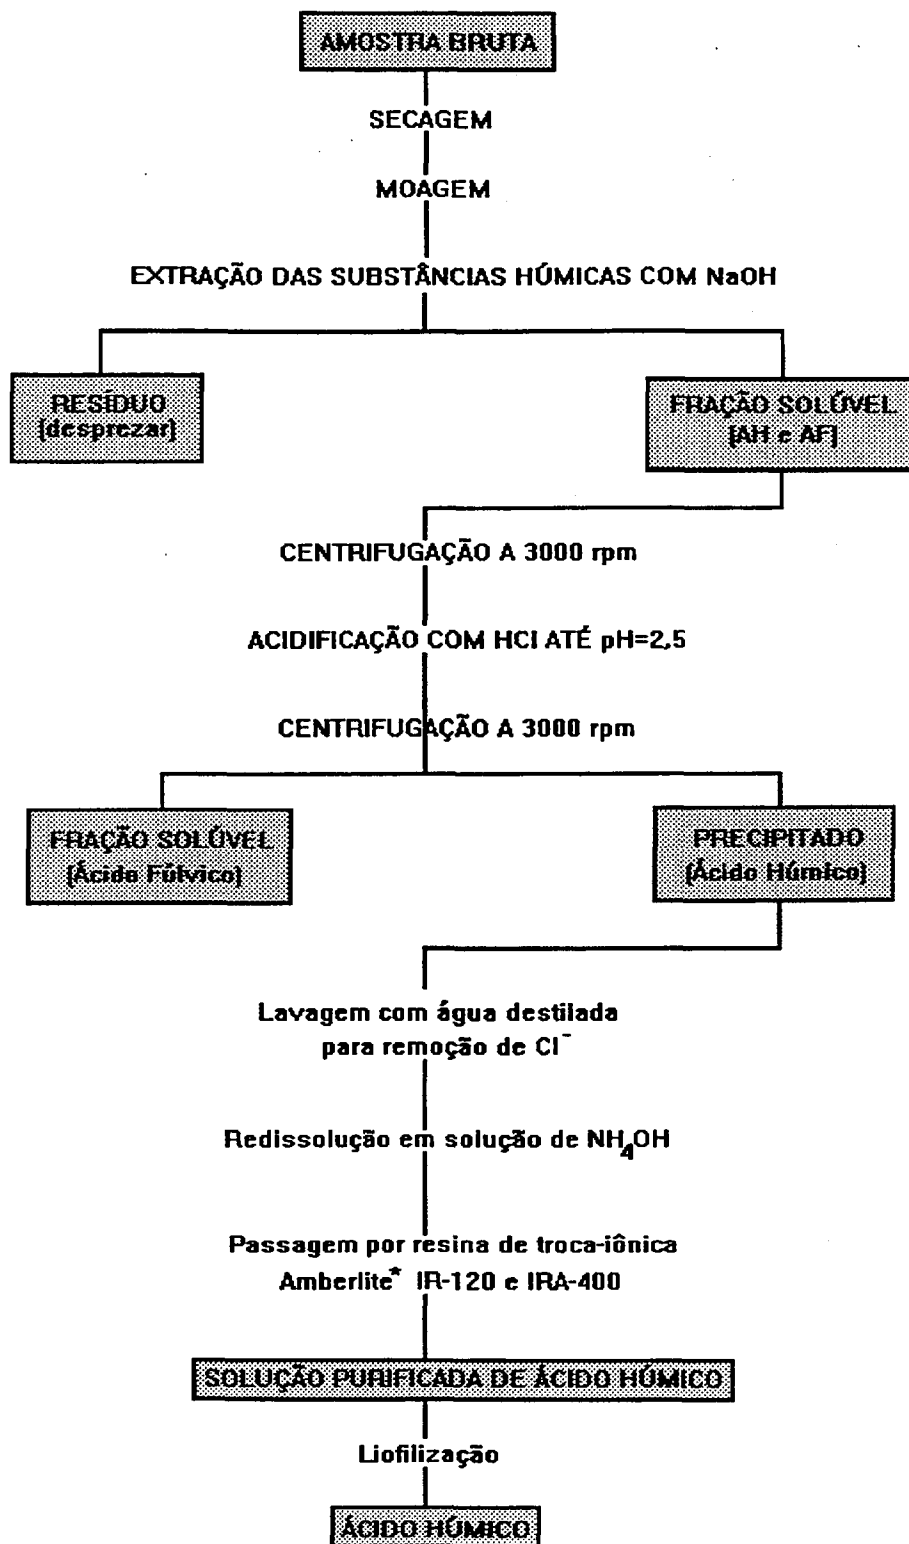 AMOSTRA BRUTA
SECAGEM
MOAGEM
EXTRAÇÃO DAS SUBSTÂNCIAS HÚMICAS COM NaOH
RESÍDUO
[desprezar]
FRAÇÃO SOLÚVEL
[AH e AF]
CENTRIFUGAÇÃO A 3000 rpm
ACIDIFICAÇÃO COM HCl ATÉ pH=2,5
CENTRIFUGAÇÃO A 3000 rpm
FRAÇÃO SOLÚVEL
[Ácido Fúlvico]
PRECIPITADO
[Ácido Húmico]
Lavagem com água destilada
para remoção de Cl⁻
Redissolução em solução de NH₄OH
Passagem por resina de troca-iônica
Amberlite* IR-120 e IRA-400
SOLUÇÃO PURIFICADA DE ÁCIDO HÚMICO
Liofilização
ÁCIDO HÚMICO